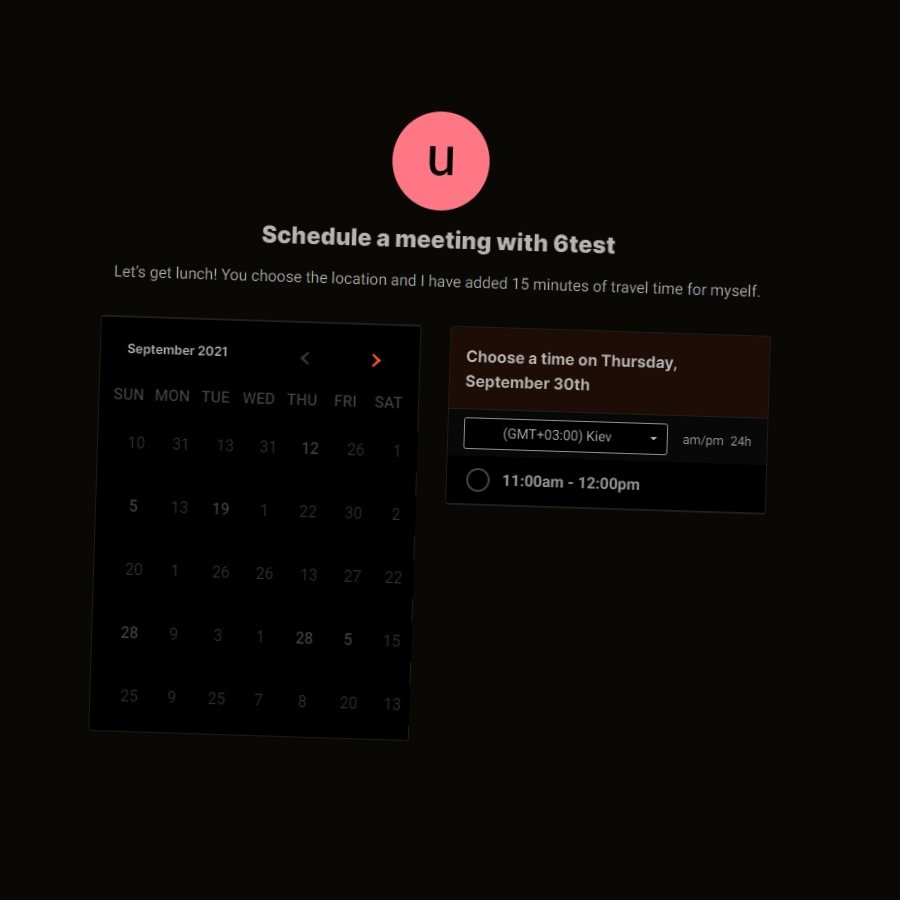 u
Schedule a meeting with 6test
Let's get lunch! You choose the location and I have added 15 minutes of travel time for myself.
September 2021
SUN MON TUE WED THU FRI SAT
10 31 13 31 12 26 1
5 13 19 1 22 30 2
20 1 26 26 13 27 22
28 9 3 1 28 5 15
25 9 25 7 8 20 13
Choose a time on Thursday,
September 30th
(GMT+03:00) Kiev am/pm 24h
11:00am - 12:00pm